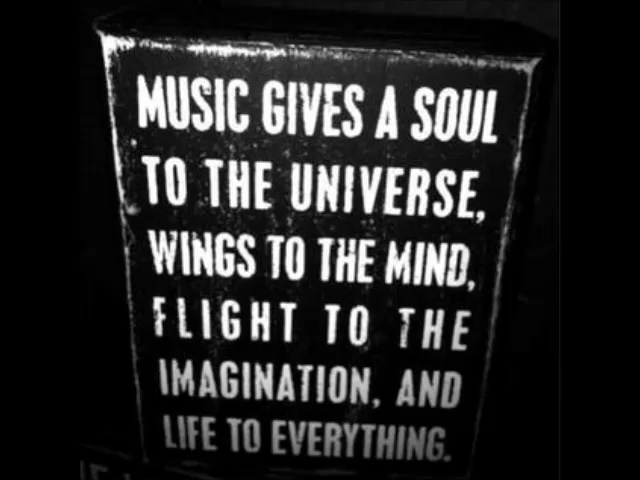 MUSIC GIVES A SOUL
TO THE UNIVERSE,
WINGS TO THE MIND,
FLIGHT TO THE
IMAGINATION, AND
LIFE TO EVERYTHING.